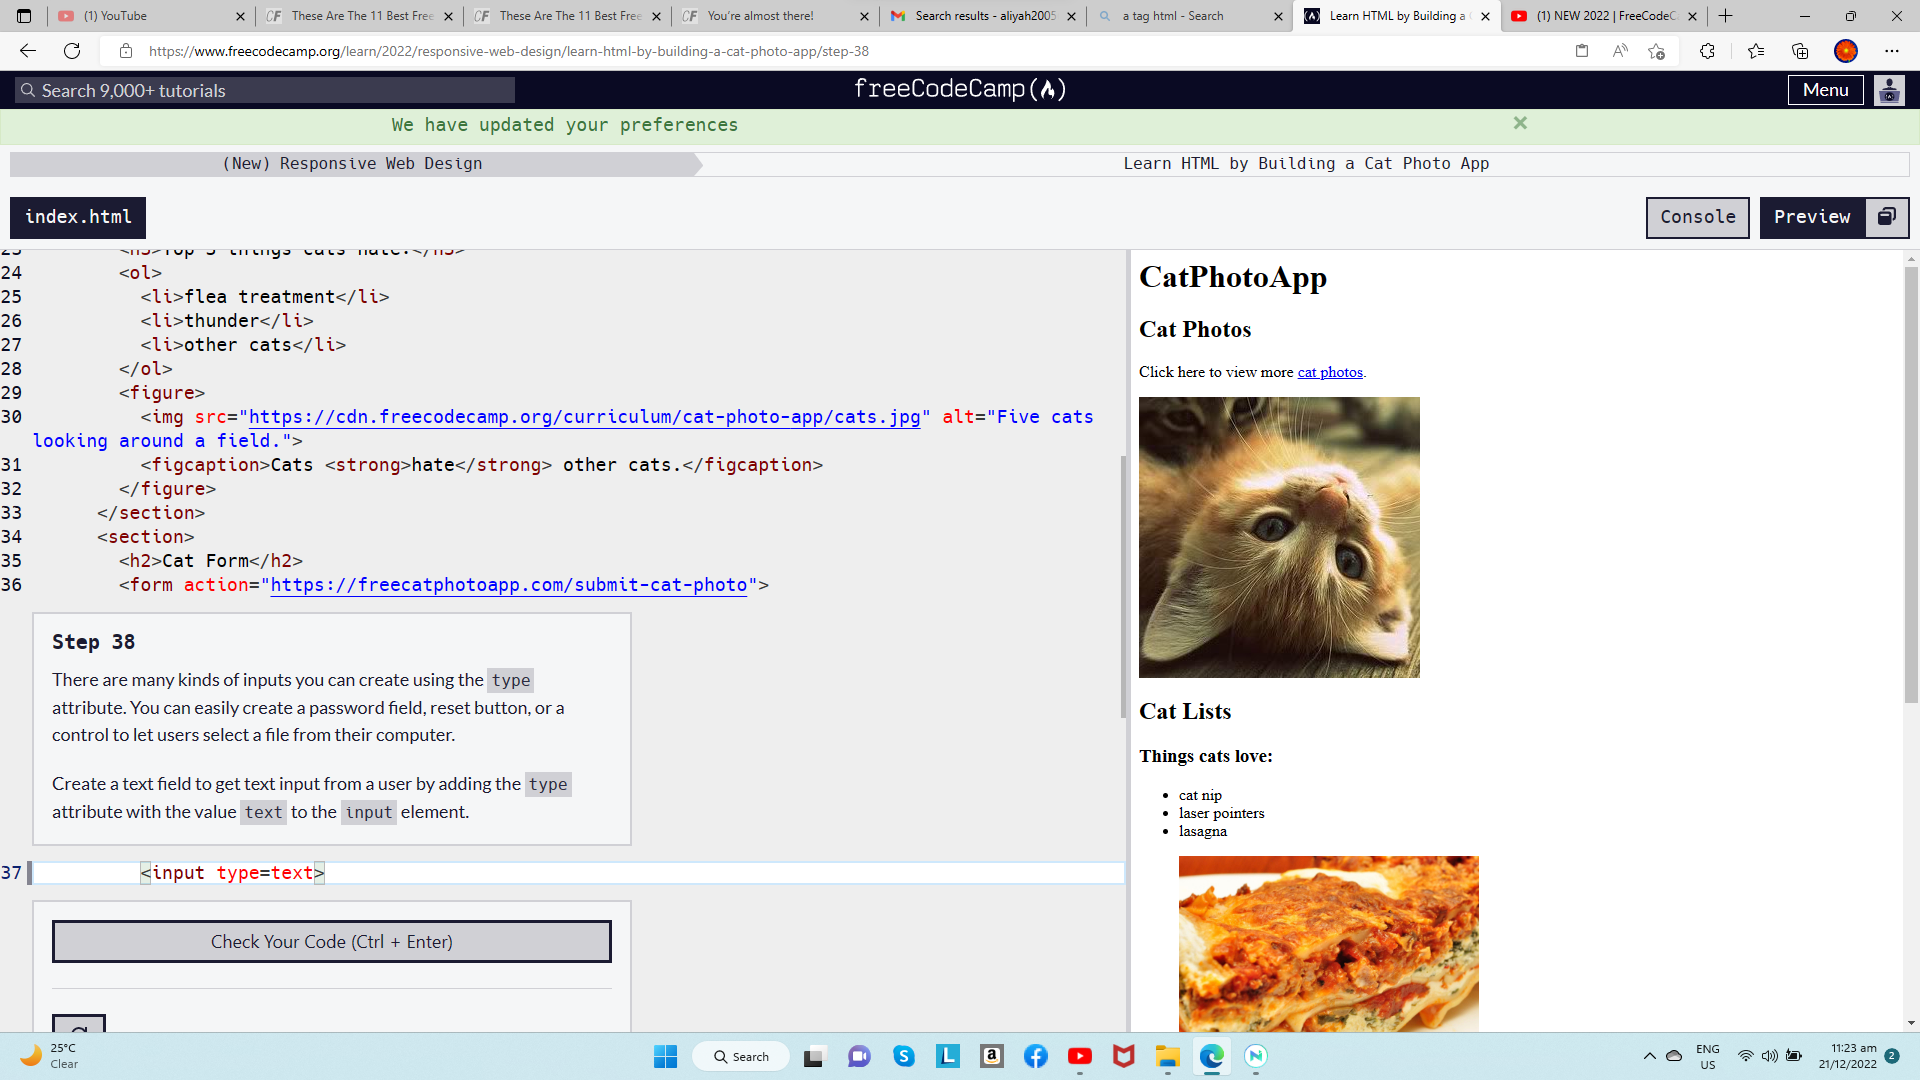 (1) YouTube
These Are The 11 Best Free
These Are The 11 Best Free
You're almost there!
Search results - aliyah2005
a tag html - Search
Learn HTML by Building a
(1) NEW 2022 | FreeCodeC
https://www.freecodecamp.org/learn/2022/responsive-web-design/learn-html-by-building-a-cat-photo-app/step-38
Search 9,000+ tutorials
freeCodeCamp
Menu
We have updated your preferences
(New) Responsive Web Design
Learn HTML by Building a Cat Photo App
index.html
Console
Preview
24 <ol>
25 <li>flea treatment</li>
26 <li>thunder</li>
27 <li>other cats</li>
28 </ol>
29 <figure>
30 <img src="https://cdn.freecodecamp.org/curriculum/cat-photo-app/cats.jpg" alt="Five cats
looking around a field.">
31 <figcaption>Cats <strong>hate</strong> other cats.</figcaption>
32 </figure>
33 </section>
34 <section>
35 <h2>Cat Form</h2>
36 <form action="https://freecatphotoapp.com/submit-cat-photo">
Step 38
There are many kinds of inputs you can create using the type
attribute. You can easily create a password field, reset button, or a
control to let users select a file from their computer.
Create a text field to get text input from a user by adding the type
attribute with the value text to the input element.
37 <input type=text>
Check Your Code (Ctrl + Enter)
CatPhotoApp
Cat Photos
Click here to view more cat photos.
Cat Lists
Things cats love:
cat nip
laser pointers
lasagna
25°C
Clear
Search
ENG
US
11:23 am
21/12/2022
2